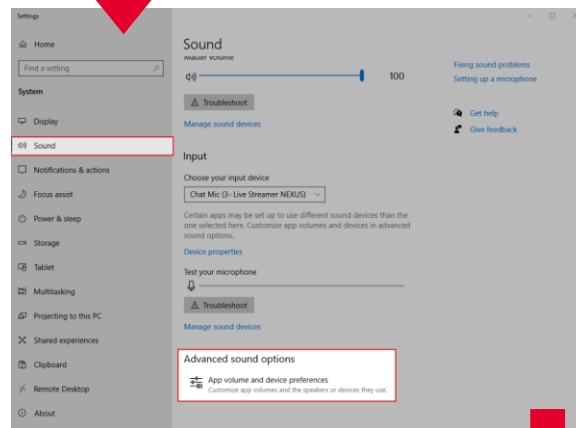 Settings
Home
Find a setting
System
Display
Sound
Notifications & actions
Focus assist
Power & sleep
Storage
Tablet
Multitasking
Projecting to this PC
Shared experiences
Clipboard
Remote Desktop
About
Sound
Master Volume
100
Troubleshoot
Manage sound devices
Input
Choose your input device
Chat Mic (3- Live Streamer NEXUS)
Certain apps may be set up to use different sound devices than the
one selected here. Customize app volumes and devices in advanced
sound options.
Device properties
Test your microphone
Troubleshoot
Manage sound devices
Advanced sound options
App volume and device preferences
Customize app volumes and the speakers or devices they use.
Fixing sound problems
Setting up a microphone
Get help
Give feedback